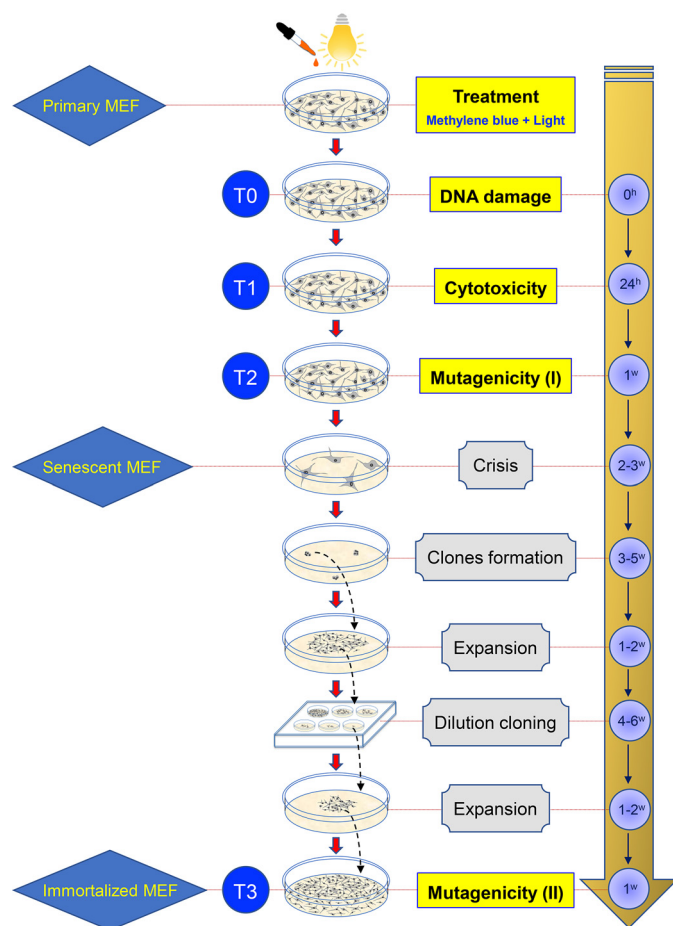 Primary MEF
Treatment
Methylene blue + Light
T0
DNA damage
0h
T1
Cytotoxicity
24h
T2
Mutagenicity (I)
1w
Senescent MEF
Crisis
2-3w
Clones formation
3-5w
Expansion
1-2w
Dilution cloning
4-6w
Expansion
1-2w
Immortalized MEF
T3
Mutagenicity (II)
1w